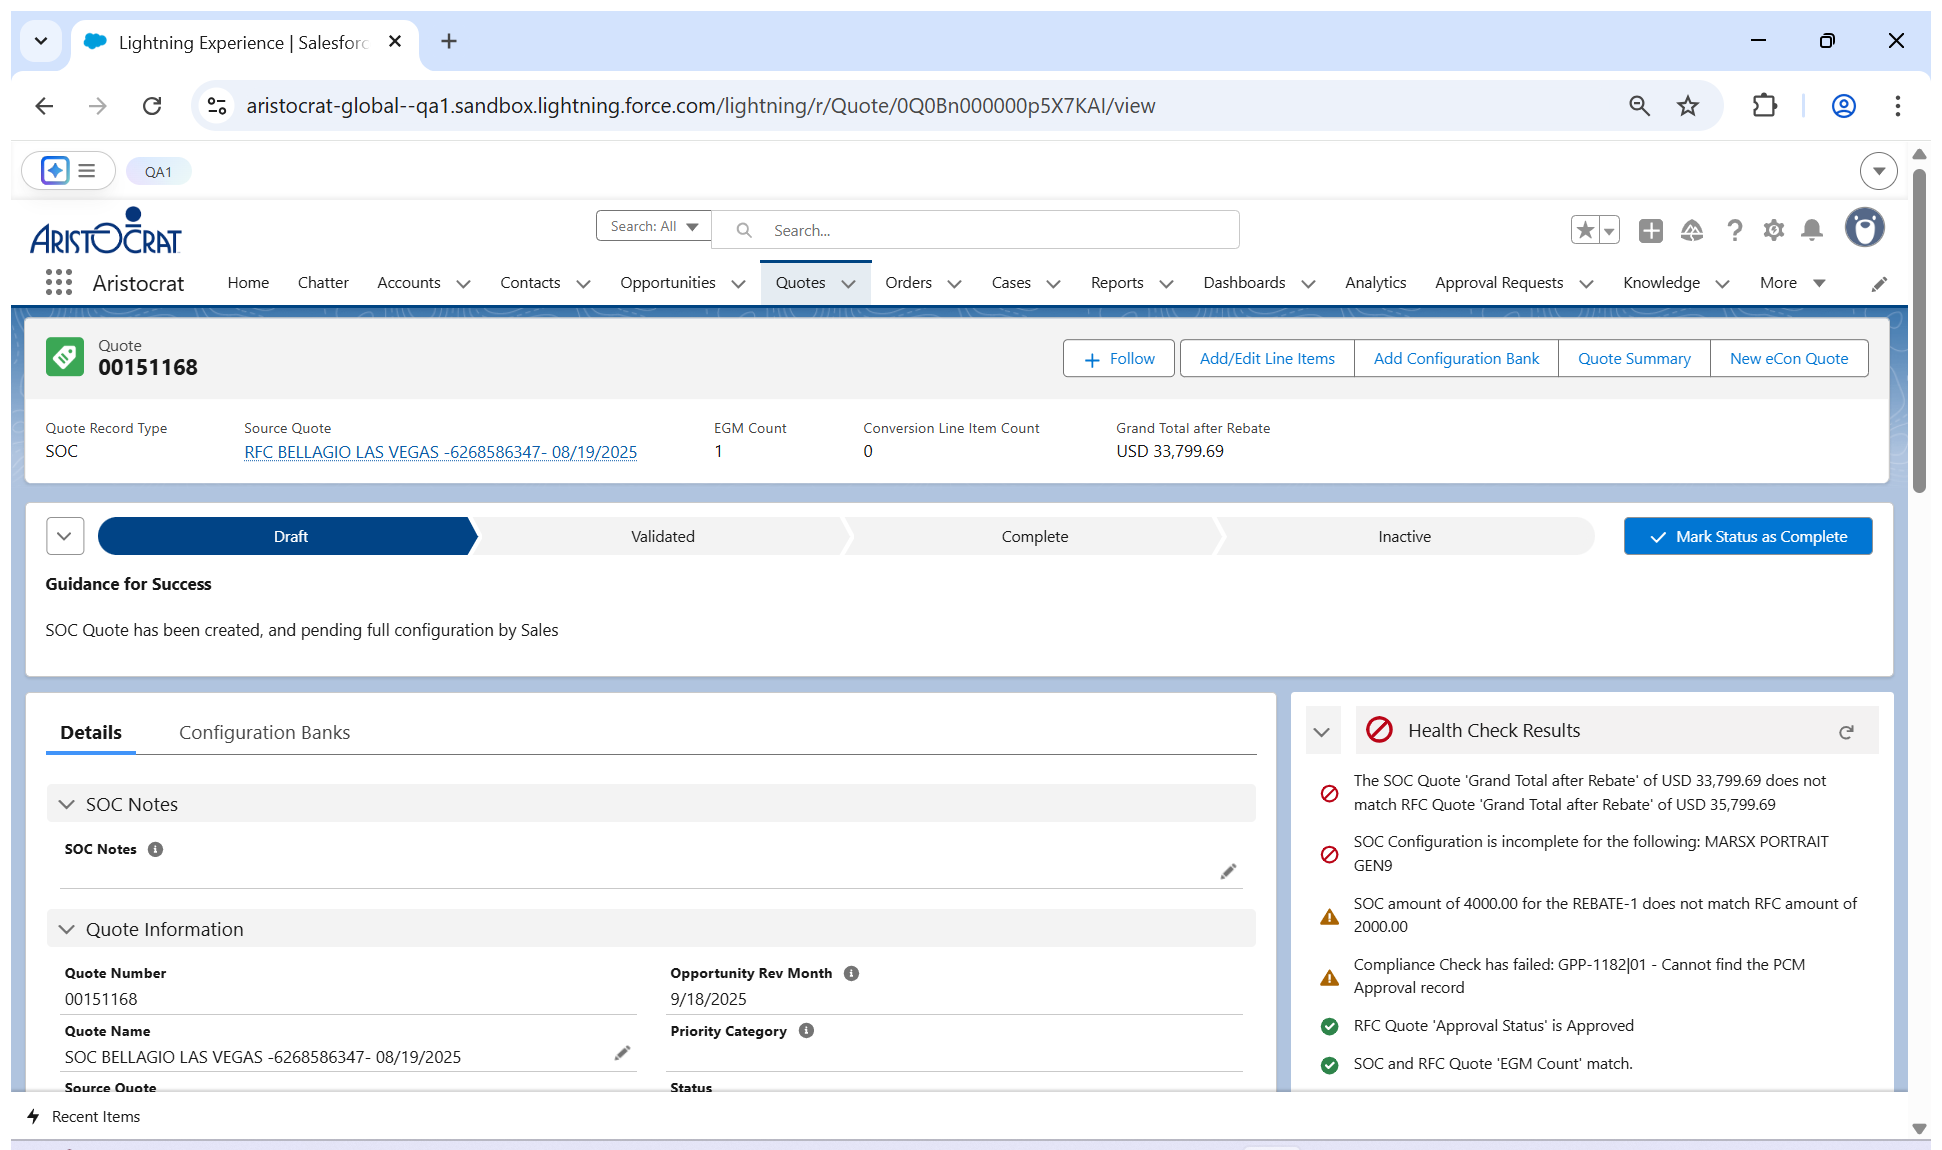 Lightning Experience | Salesforc
aristocrat-global--qa1.sandbox.lightning.force.com/lightning/r/Quote/0Q0Bn000000p5X7KAI/view
QA1
ARISTOCRAT
Search: All
Search...
Aristocrat
Home
Chatter
Accounts
Contacts
Opportunities
Quotes
Orders
Cases
Reports
Dashboards
Analytics
Approval Requests
Knowledge
More
Quote
00151168
Follow
Add/Edit Line Items
Add Configuration Bank
Quote Summary
New eCon Quote
Quote Record Type
SOC
Source Quote
RFC BELLAGIO LAS VEGAS -6268586347- 08/19/2025
EGM Count
1
Conversion Line Item Count
0
Grand Total after Rebate
USD 33,799.69
Draft
Validated
Complete
Inactive
Mark Status as Complete
Guidance for Success
SOC Quote has been created, and pending full configuration by Sales
Details
Configuration Banks
SOC Notes
SOC Notes
Quote Information
Quote Number
00151168
Opportunity Rev Month
9/18/2025
Quote Name
SOC BELLAGIO LAS VEGAS -6268586347- 08/19/2025
Priority Category
Source Quote
Status
Health Check Results
The SOC Quote 'Grand Total after Rebate' of USD 33,799.69 does not
match RFC Quote 'Grand Total after Rebate' of USD 35,799.69
SOC Configuration is incomplete for the following: MARSX PORTRAIT
GEN9
SOC amount of 4000.00 for the REBATE-1 does not match RFC amount of
2000.00
Compliance Check has failed: GPP-1182|01 - Cannot find the PCM
Approval record
RFC Quote 'Approval Status' is Approved
SOC and RFC Quote 'EGM Count' match.
Recent Items